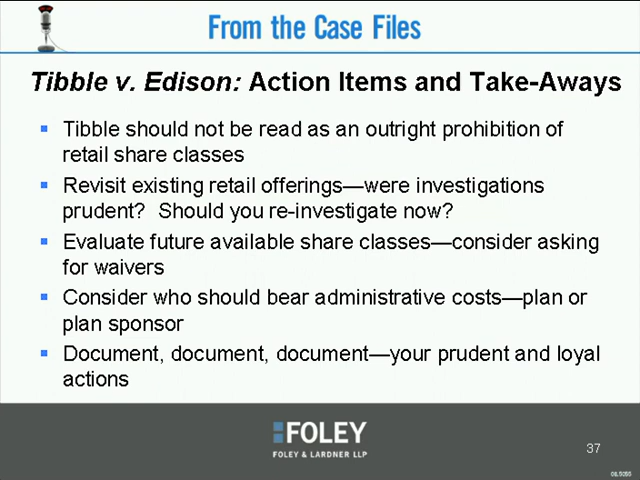 From the Case Files
Tibble v. Edison: Action Items and Take-Aways
Tibble should not be read as an outright prohibition of
retail share classes
Revisit existing retail offerings—were investigations
prudent? Should you re-investigate now?
Evaluate future available share classes—consider asking
for waivers
Consider who should bear administrative costs—plan or
plan sponsor
Document, document, document—your prudent and loyal
actions
FOLEY
FOLEY & LARDNER LLP
37